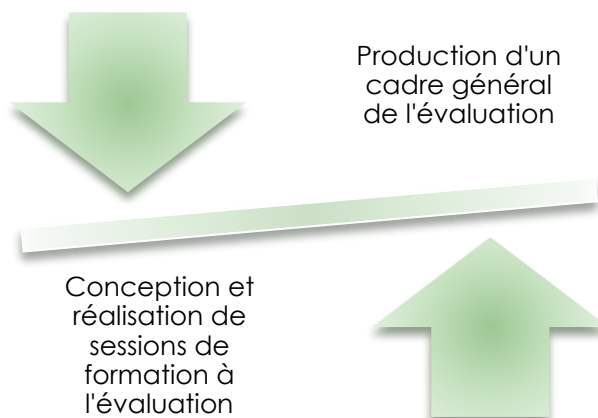 Production d'un
cadre général
de l'évaluation
Conception et
réalisation de
sessions de
formation à
l'évaluation